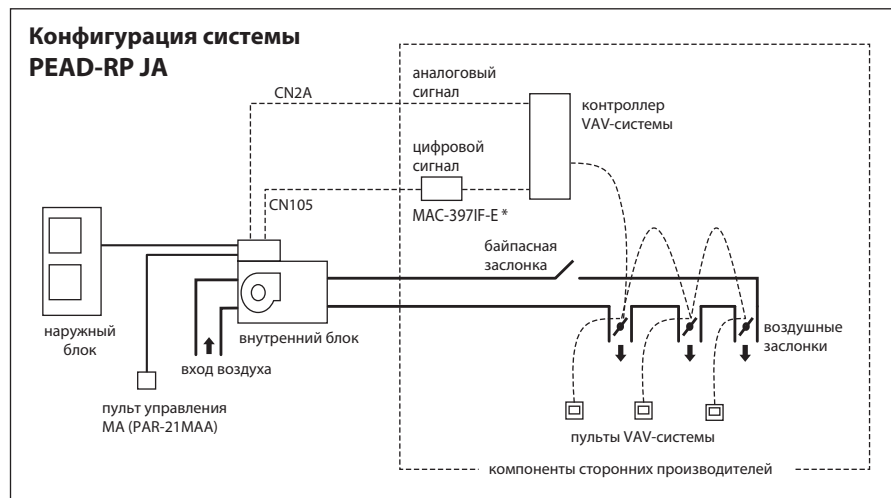 Конфигурация системы
PEAD-RP JA
CN2A
аналоговый
сигнал
контроллер
VAV-системы
цифровой
сигнал
CN105
MAC-397IF-E *
байпасная
заслонка
наружный
блок
внутренний блок
воздушные
заслонки
вход воздуха
пульт управления
MA (PAR-21MAA)
пульты VAV-системы
компоненты сторонних производителей